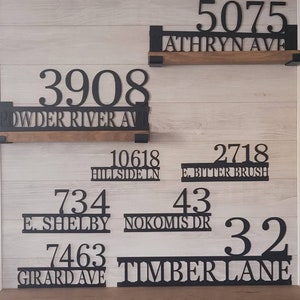 5075
ATHRYN AVE
3908
OWDER RIVER AV
10618
HILLSIDE LN
2718
E. BITTER BRUSH
734
E. SHELBY
43
NOKOMIS DR
7463
GIRARD AVE
32
TIMBER LANE